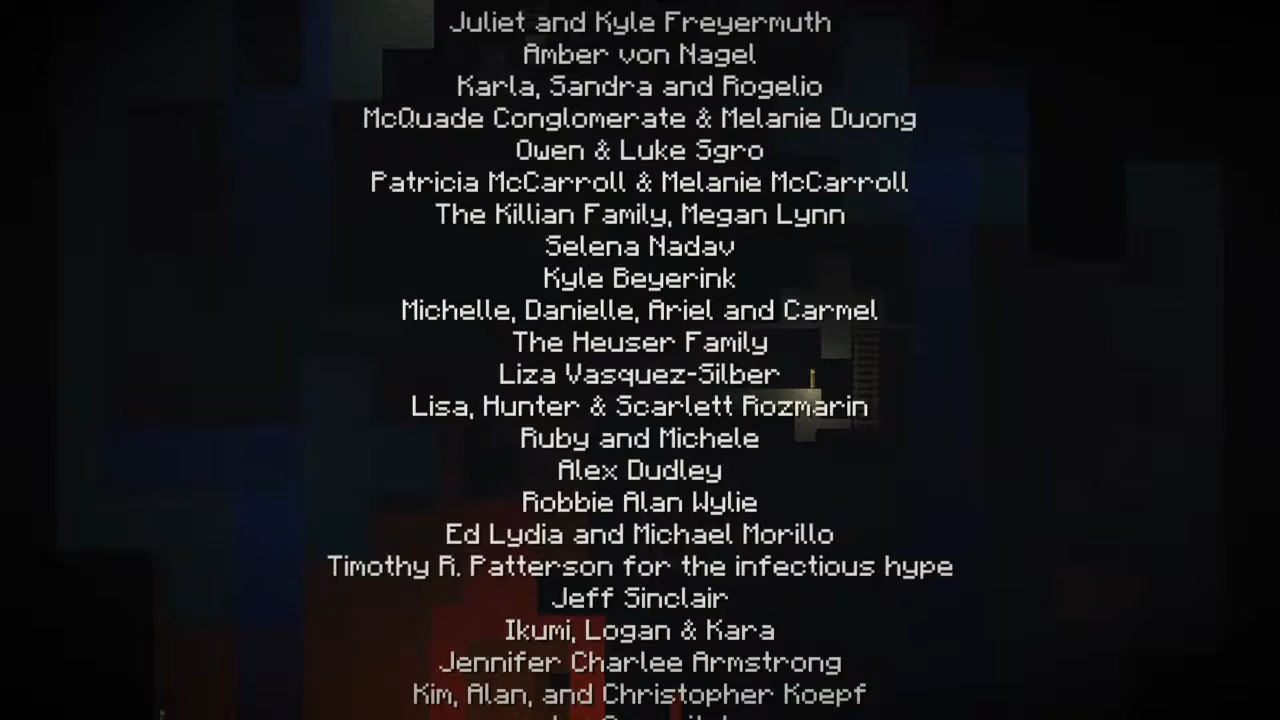 Juliet and Kyle Freyermuth
Amber von Nagel
Karla, Sandra and Rogelio
McQuade Conglomerate & Melanie Duong
Owen & Luke Sgro
Patricia McCarroll & Melanie McCarroll
The Killian Family, Megan Lynn
Selena Nadav
Kyle Beyerink
Michelle, Danielle, Ariel and Carmel
The Heuser Family
Liza Vasquez-Silber
Lisa, Hunter & Scarlett Rozmarin
Ruby and Michele
Alex Dudley
Robbie Alan Wylie
Ed Lydia and Michael Morillo
Timothy R. Patterson for the infectious hype
Jeff Sinclair
Ikumi, Logan & Kara
Jennifer Charlee Armstrong
Kim, Alan, and Christopher Koepf